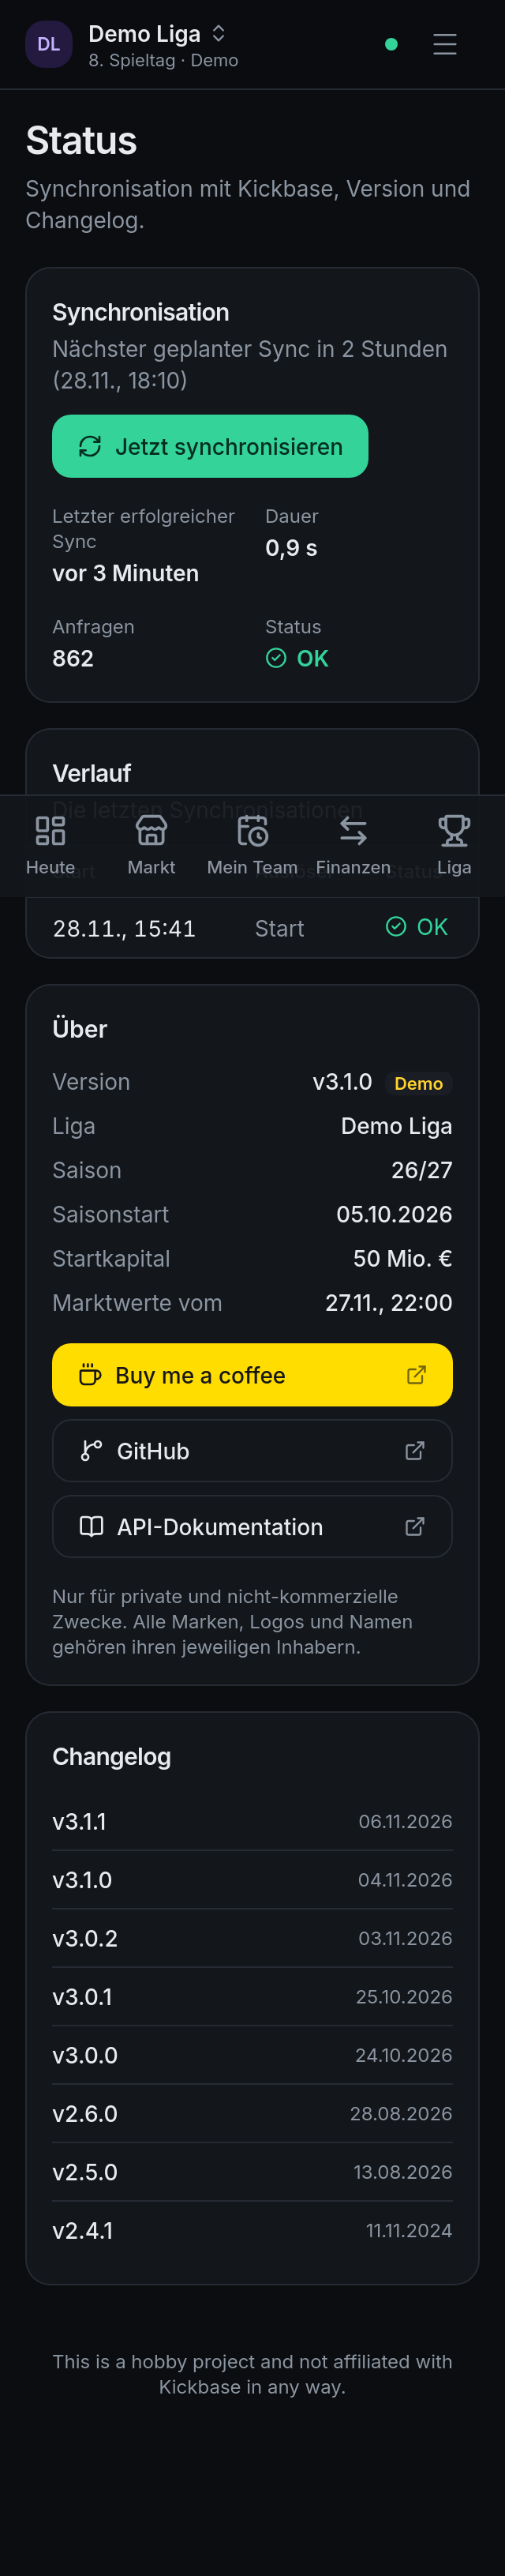 DL
Demo Liga
8. Spieltag · Demo
Status
Synchronisation mit Kickbase, Version und
Changelog.
Synchronisation
Nächster geplanter Sync in 2 Stunden
(28.11., 18:10)
Jetzt synchronisieren
Letzter erfolgreicher
Sync
vor 3 Minuten
Dauer
0,9 s
Anfragen
862
Status
OK
Verlauf
Die letzten Synchronisationen
Heute
Markt
Mein Team
Finanzen
Liga
Start
Status
28.11., 15:41
Start
OK
Über
Version
v3.1.0
Demo
Liga
Demo Liga
Saison
26/27
Saisonstart
05.10.2026
Startkapital
50 Mio. €
Marktwerte vom
27.11., 22:00
Buy me a coffee
GitHub
API-Dokumentation
Nur für private und nicht-kommerzielle
Zwecke. Alle Marken, Logos und Namen
gehören ihren jeweiligen Inhabern.
Changelog
v3.1.1
06.11.2026
v3.1.0
04.11.2026
v3.0.2
03.11.2026
v3.0.1
25.10.2026
v3.0.0
24.10.2026
v2.6.0
28.08.2026
v2.5.0
13.08.2026
v2.4.1
11.11.2024
This is a hobby project and not affiliated with
Kickbase in any way.